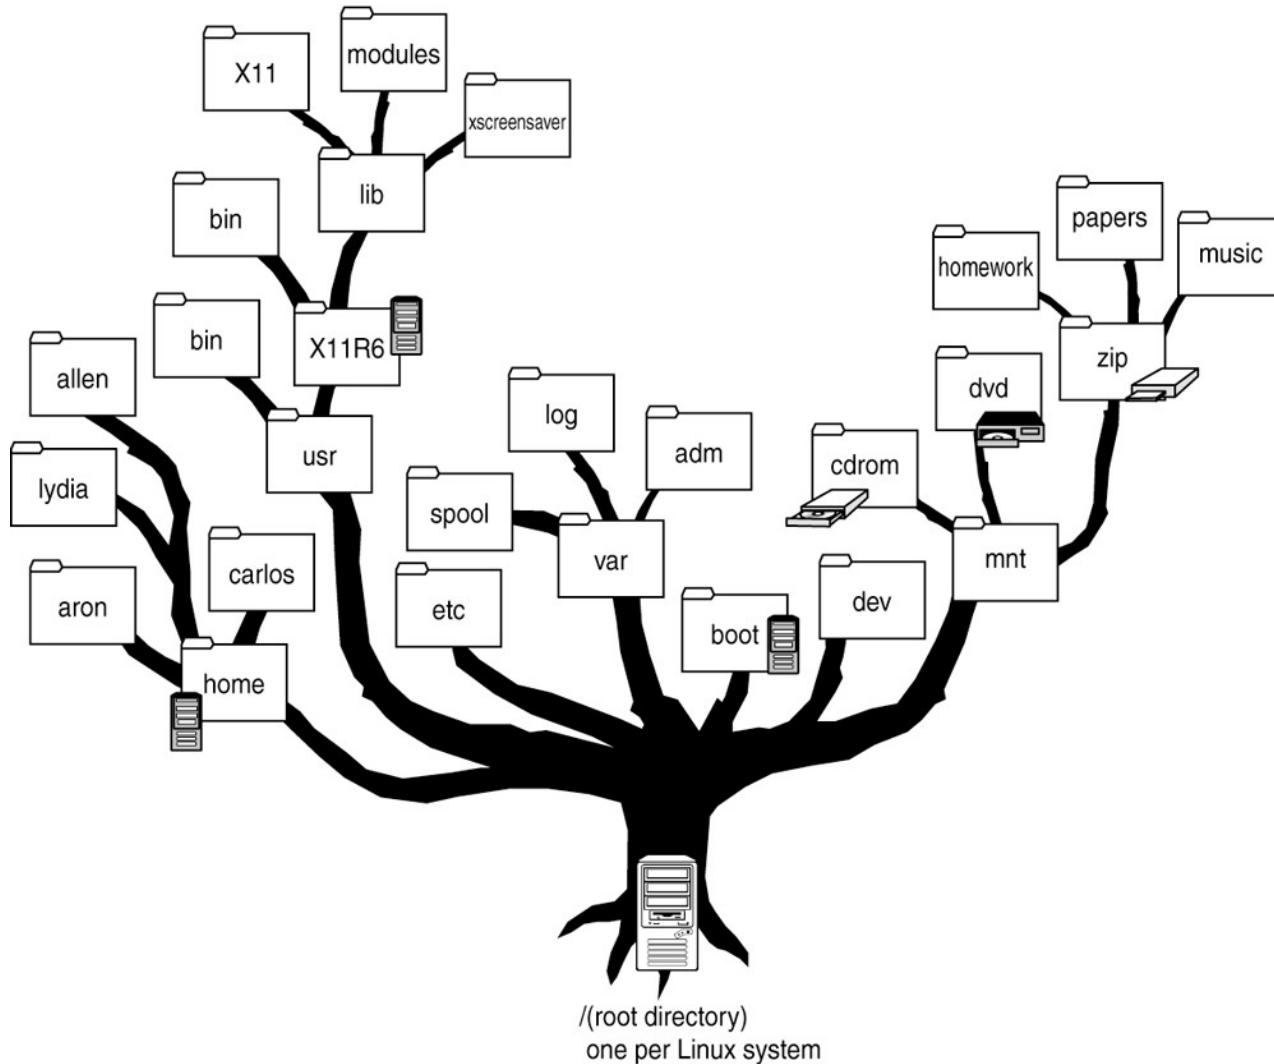 modules
X11
xscreensaver
lib
bin
papers
music
homework
bin
X11R6
zip
allen
dvd
log
adm
usr
cdrom
lydia
spool
var
mnt
carlos
aron
etc
dev
boot
home
/(root directory)
one per Linux system